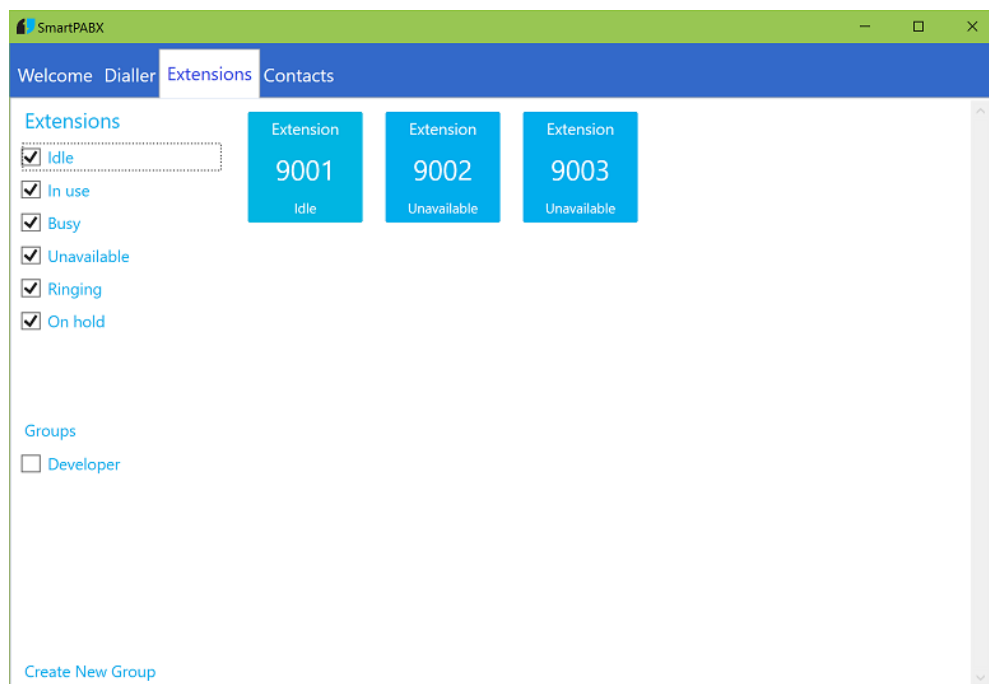 SmartPABX
Welcome Dialler Extensions Contacts
Extensions
Idle
In use
Busy
Unavailable
Ringing
On hold
Extension
9001
Idle
Extension
9002
Unavailable
Extension
9003
Unavailable
Groups
Developer
Create New Group